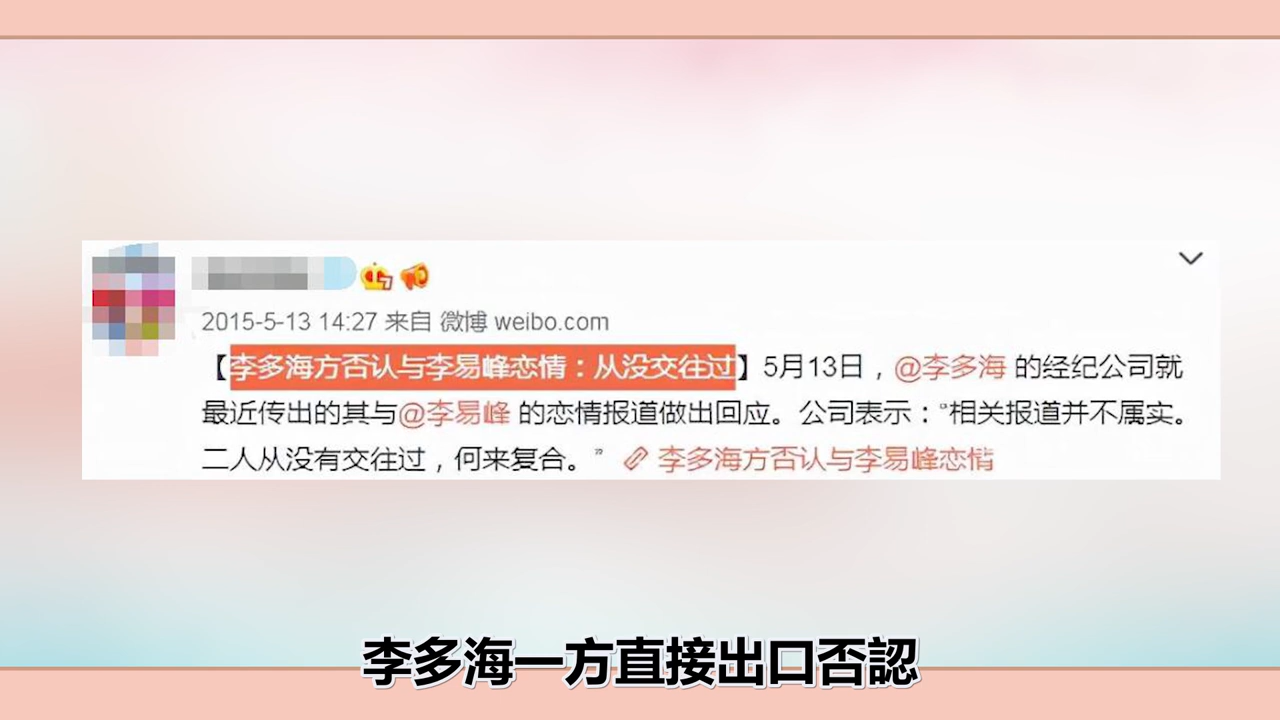 2015-5-13 14:27 来自 微博 weibo.com
【李多海方否认与李易峰恋情：从没交往过】5月13日，@李多海 的经纪公司就
最近传出的其与@李易峰 的恋情报道做出回应。公司表示：“相关报道并不属实。
二人从没有交往过，何来复合。” 李多海方否认与李易峰恋情
李多海一方直接出口否認